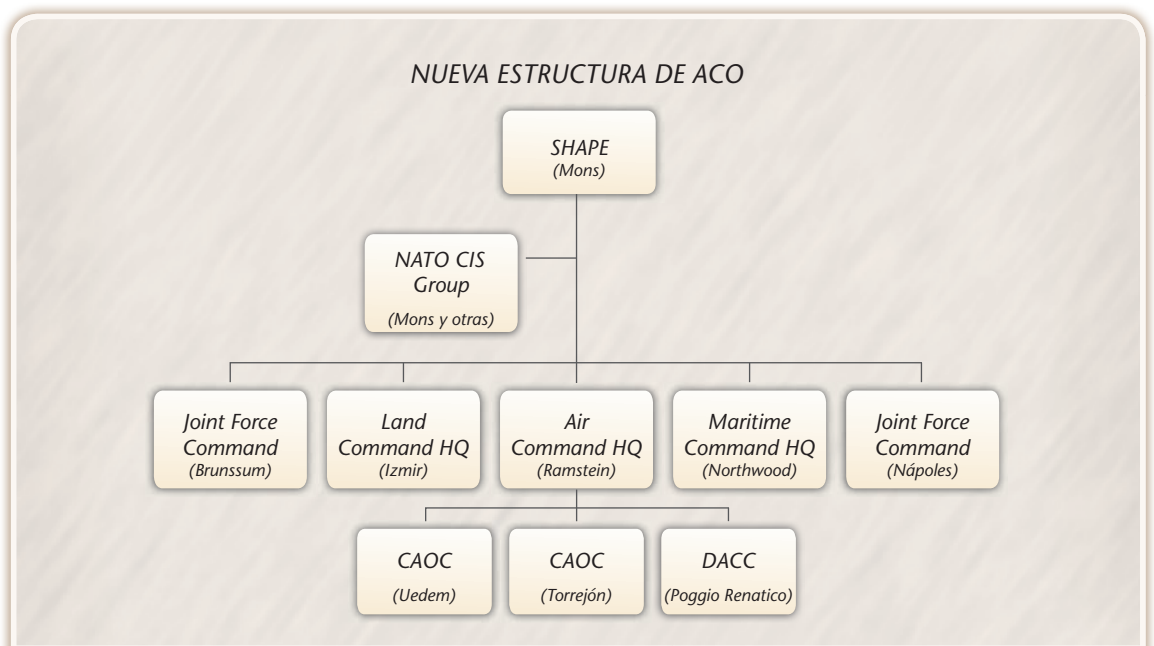 NUEVA ESTRUCTURA DE ACO
SHAPE
(Mons)
NATO CIS
Group
(Mons y otras)
Joint Force
Command
(Brunssum)
Land
Command HQ
(Izmir)
Air
Command HQ
(Ramstein)
Maritime
Command HQ
(Northwood)
Joint Force
Command
(Nápoles)
CAOC
(Uedem)
CAOC
(Torrejón)
DACC
(Poggio Renatico)